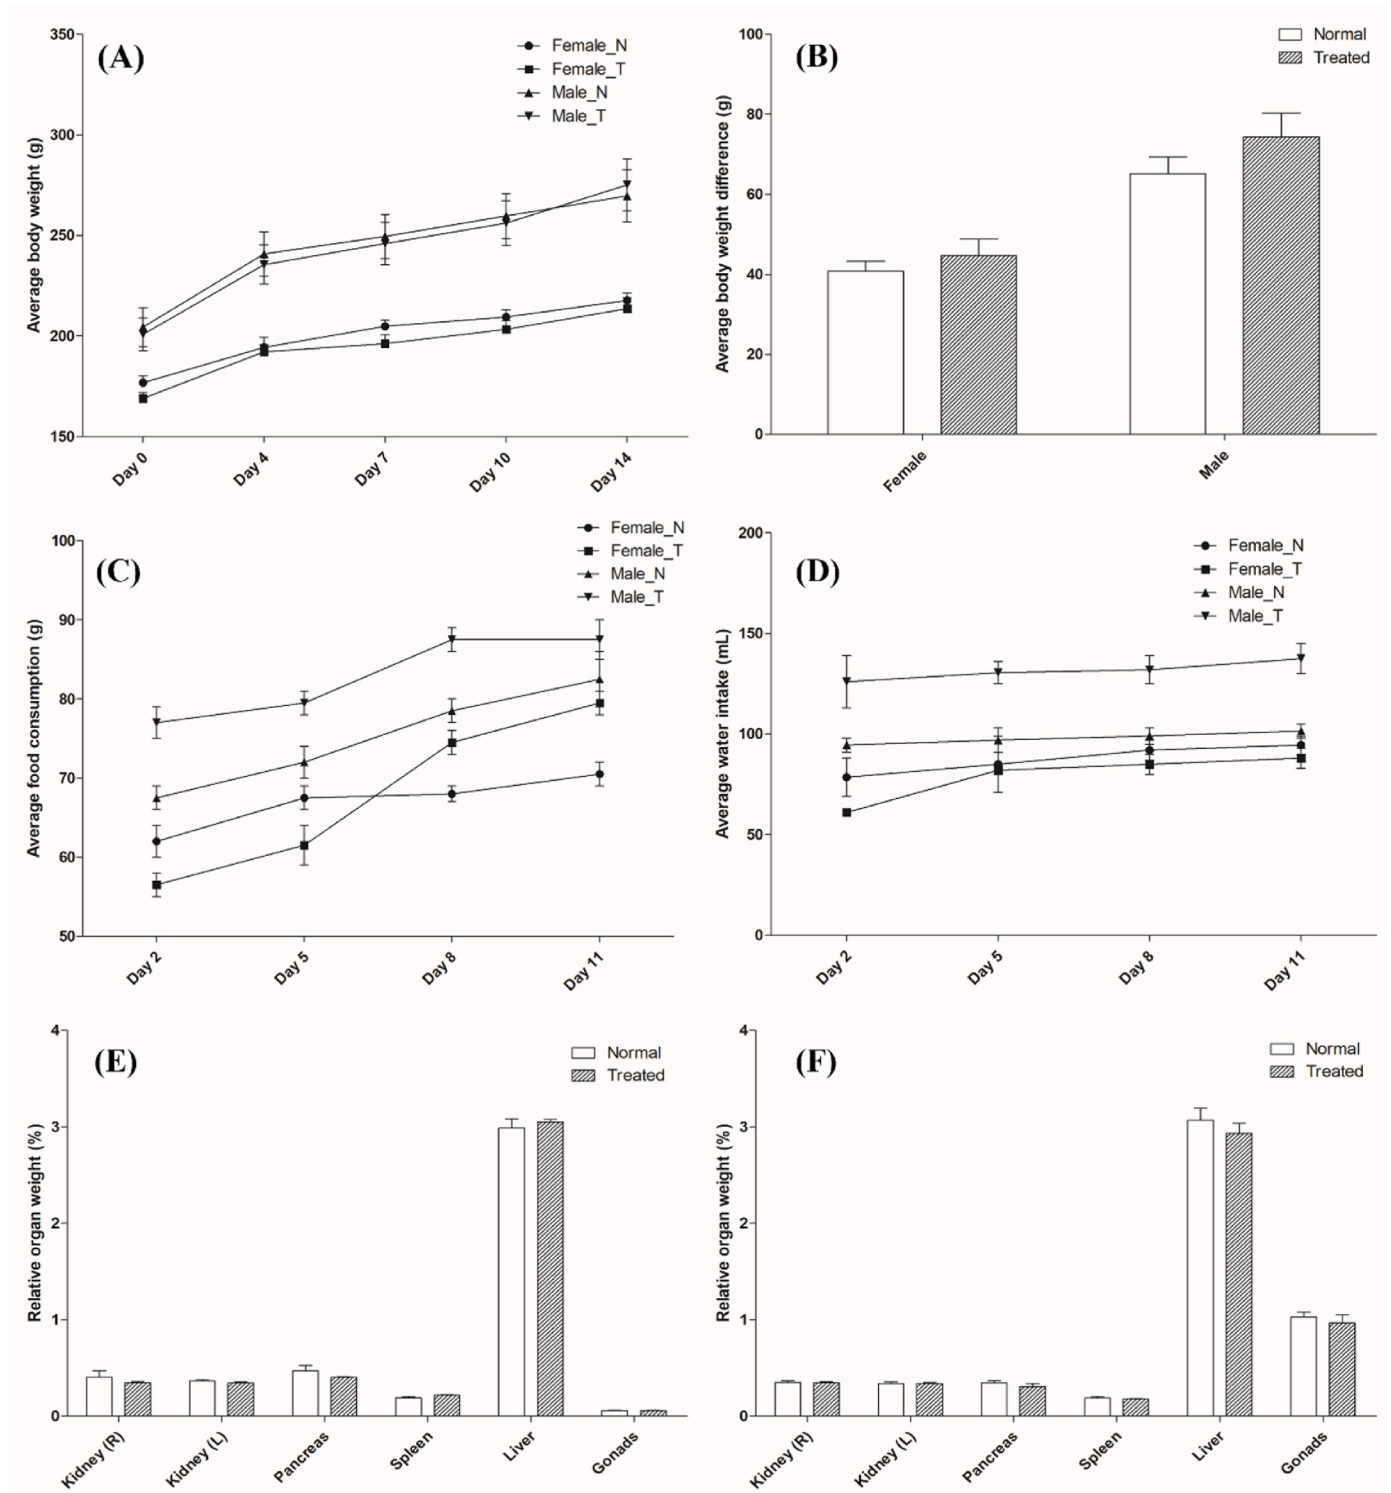 (A)
Female_N
Female_T
Male_N
Male_T
Average body weight (g)
350
300
250
200
150
Day 0
Day 4
Day 7
Day 10
Day 14
(B)
Normal
Treated
Average body weight difference (g)
100
80
60
40
20
0
Female
Male
(C)
Female_N
Female_T
Male_N
Male_T
Average food consumption (g)
100
90
80
70
60
50
Day 2
Day 5
Day 8
Day 11
(D)
Female_N
Female_T
Male_N
Male_T
Average water intake (mL)
200
150
100
50
0
Day 2
Day 5
Day 8
Day 11
(E)
Normal
Treated
Relative organ weight (%)
4
3
2
1
0
Kidney (R)
Kidney (L)
Pancreas
Spleen
Liver
Gonads
(F)
Normal
Treated
Relative organ weight (%)
4
3
2
1
0
Kidney (R)
Kidney (L)
Pancreas
Spleen
Liver
Gonads